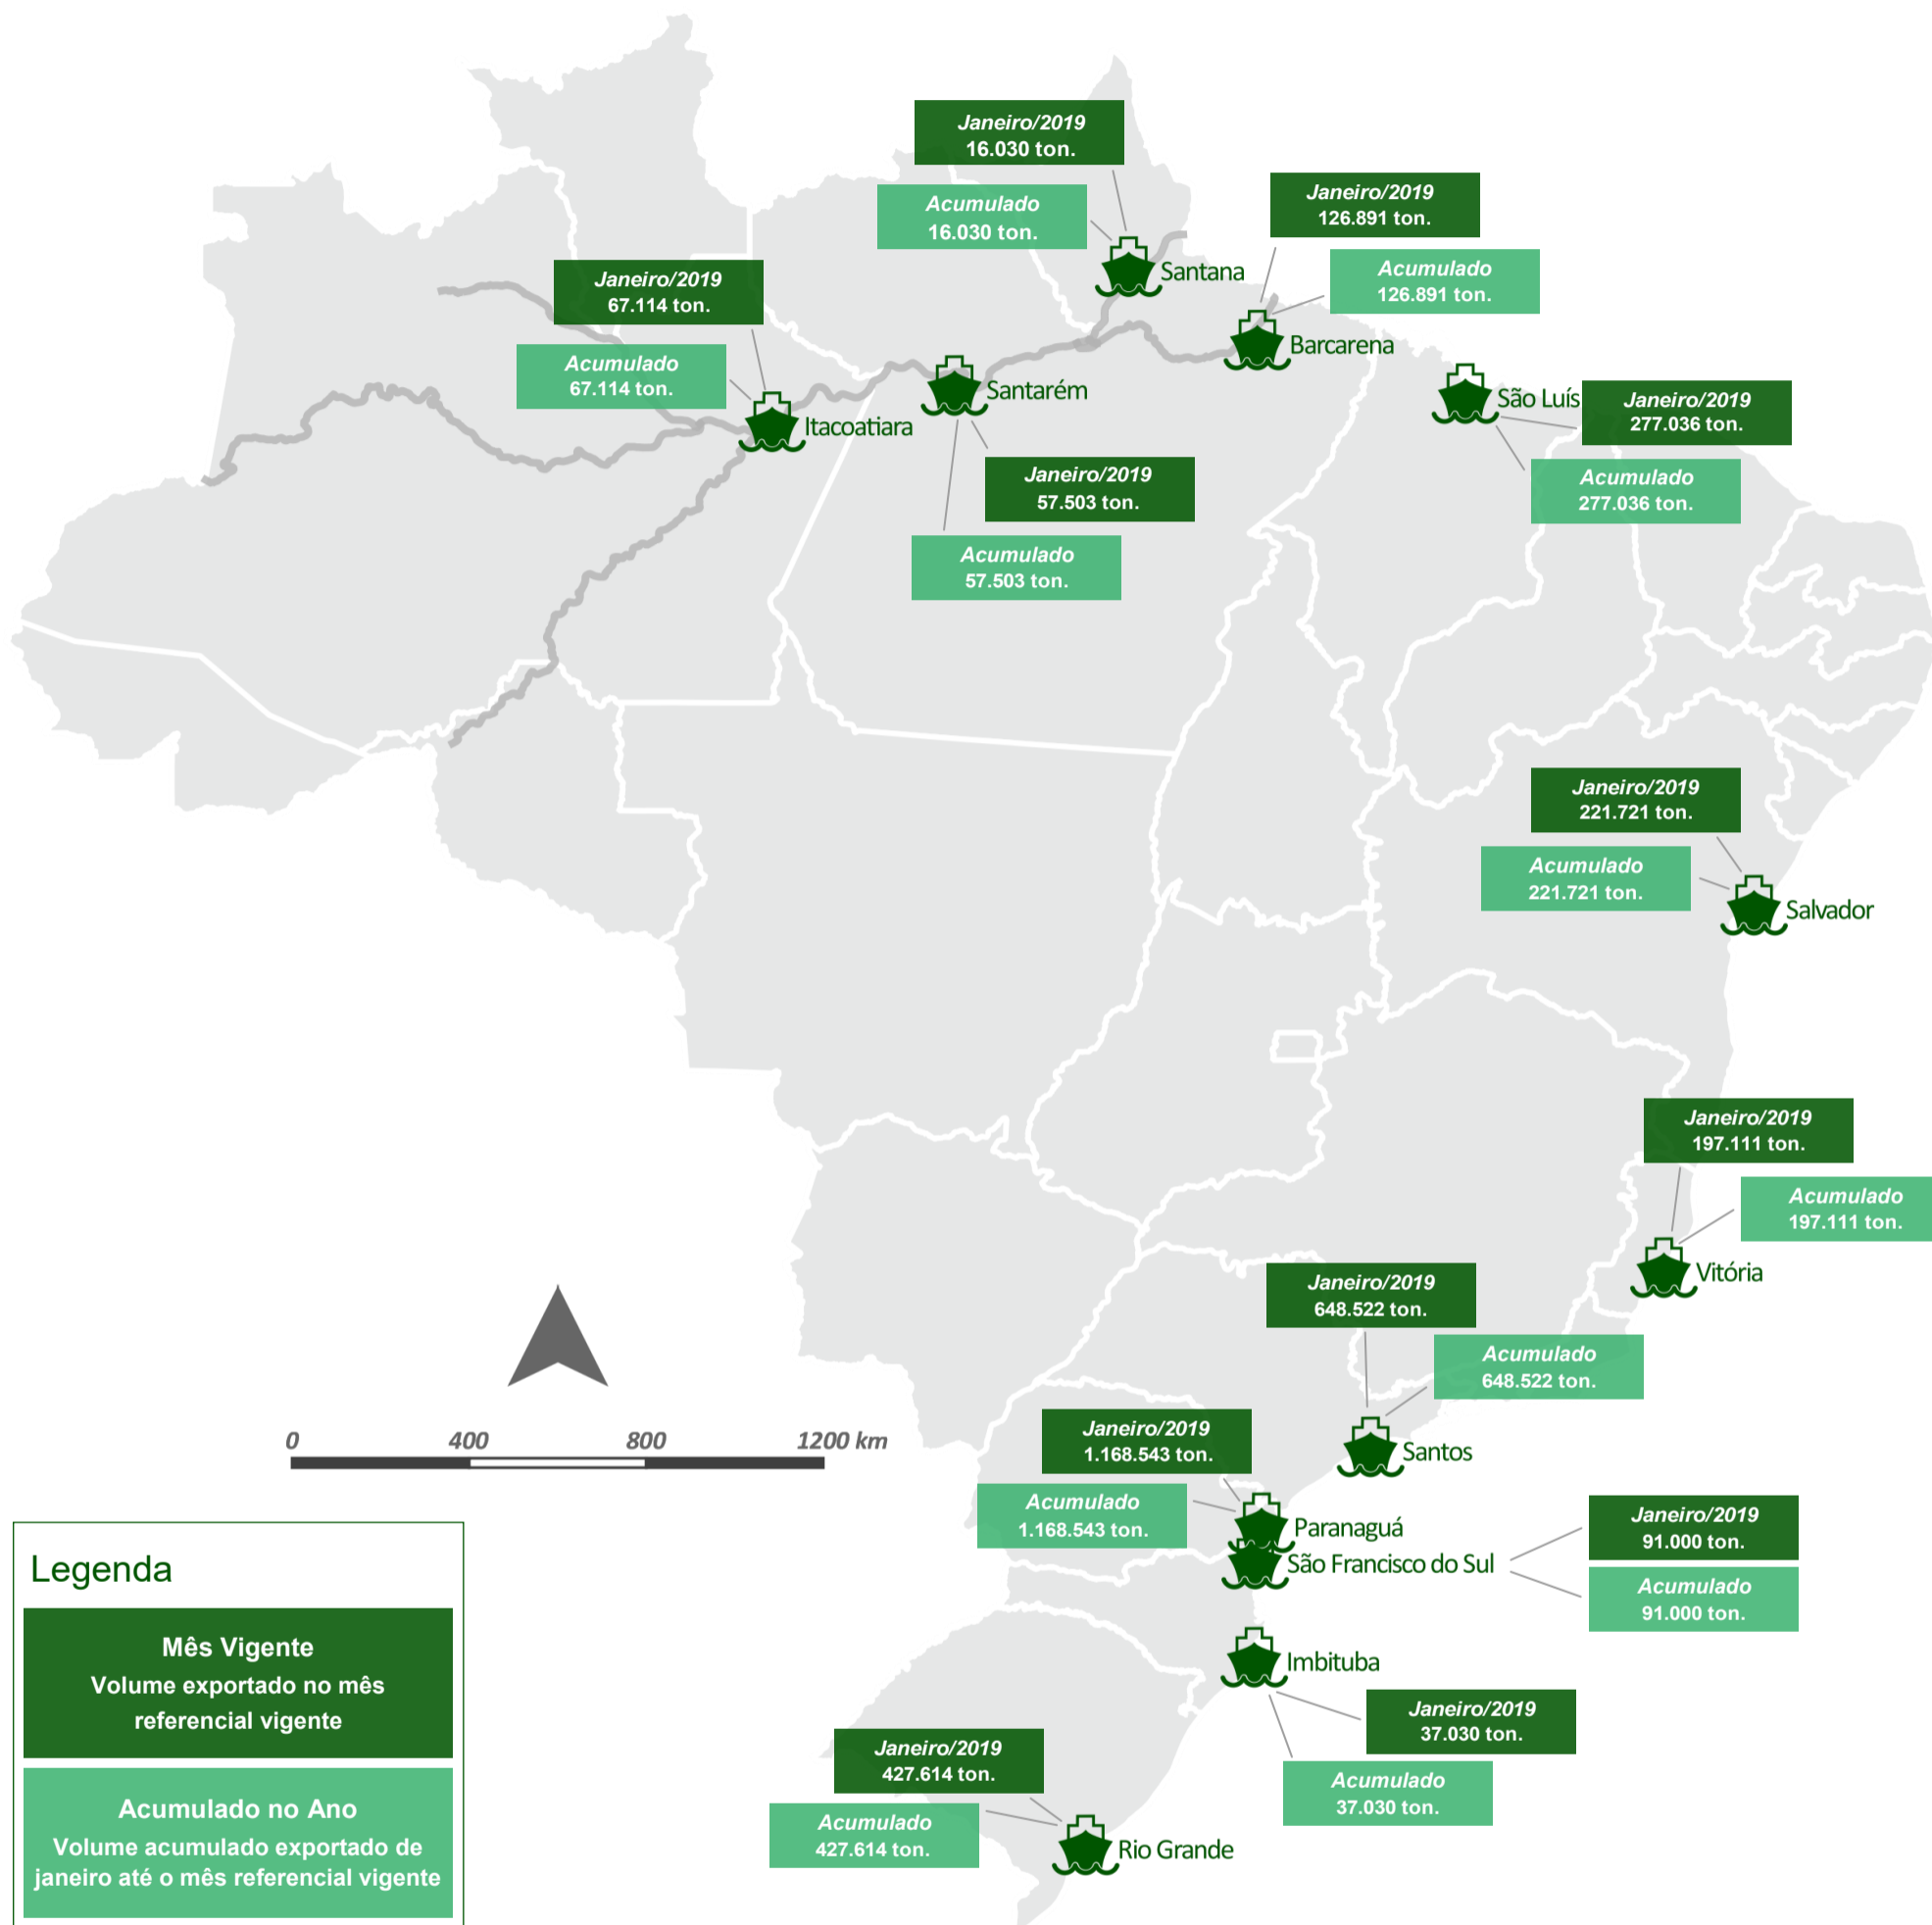 Janeiro/2019
16.030 ton.
Acumulado
16.030 ton.
Santana
Janeiro/2019
126.891 ton.
Acumulado
126.891 ton.
Barcarena
Janeiro/2019
67.114 ton.
Acumulado
67.114 ton.
Itacoatiara
Santarém
Janeiro/2019
57.503 ton.
Acumulado
57.503 ton.
São Luís
Janeiro/2019
277.036 ton.
Acumulado
277.036 ton.
Janeiro/2019
221.721 ton.
Acumulado
221.721 ton.
Salvador
Janeiro/2019
197.111 ton.
Acumulado
197.111 ton.
Vitória
Janeiro/2019
648.522 ton.
Acumulado
648.522 ton.
Santos
Janeiro/2019
1.168.543 ton.
Acumulado
1.168.543 ton.
Paranaguá
São Francisco do Sul
Janeiro/2019
91.000 ton.
Acumulado
91.000 ton.
Imbituba
Janeiro/2019
37.030 ton.
Acumulado
37.030 ton.
Janeiro/2019
427.614 ton.
Acumulado
427.614 ton.
Rio Grande
0 400 800 1200 km
Legenda
Mês Vigente
Volume exportado no mês
referencial vigente
Acumulado no Ano
Volume acumulado exportado de
janeiro até o mês referencial vigente